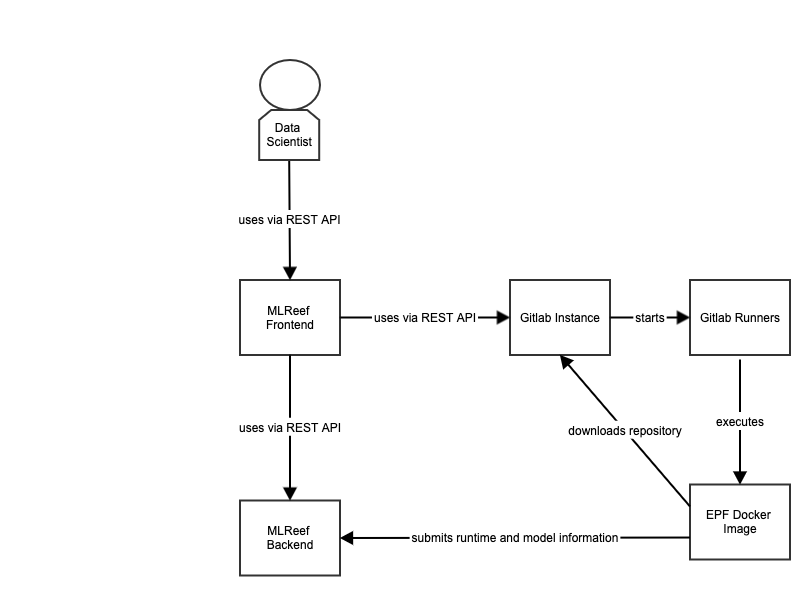 Data
Scientist
uses via REST API
MLReef
Frontend
uses via REST API
Gitlab Instance
starts
Gitlab Runners
uses via REST API
downloads repository
executes
MLReef
Backend
submits runtime and model information
EPF Docker
Image